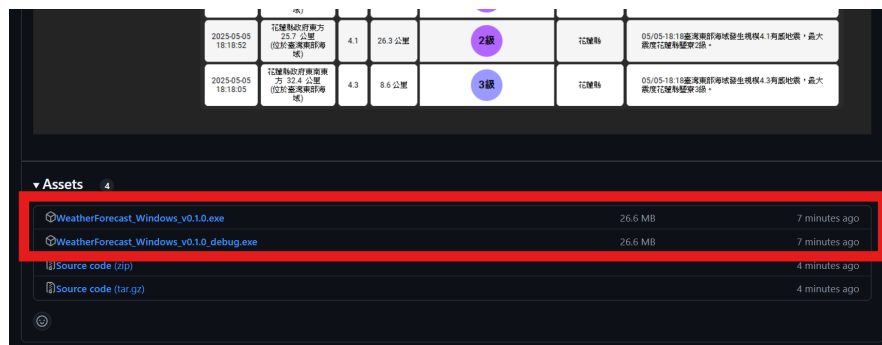 域)
2025-05-05
18:18:52
花蓮縣政府東方
25.7 公里
(位於臺灣東部海
域)
4.1
26.3 公里
2級
花蓮縣
05/05-18:18臺灣東部海域發生規模4.1有感地震,最大
震度花蓮縣鹽寮2級。
2025-05-05
18:18:05
花蓮縣政府東南東
方 32.4 公里
(位於臺灣東部海
域)
4.3
8.6 公里
3級
花蓮縣
05/05-18:18臺灣東部海域發生規模4.3有感地震,最大
震度花蓮縣鹽寮3級。
Assets 4
WeatherForecast_Windows_v0.1.0.exe 26.6 MB 7 minutes ago
WeatherForecast_Windows_v0.1.0_debug.exe 26.6 MB 7 minutes ago
Source code (zip) 4 minutes ago
Source code (tar.gz) 4 minutes ago